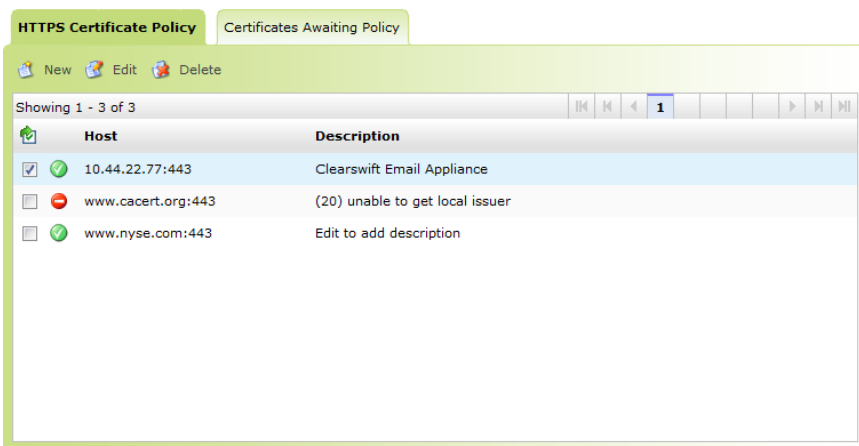 HTTPS Certificate Policy Certificates Awaiting Policy
New Edit Delete
Showing 1 - 3 of 3 1
Host Description
10.44.22.77:443 Clearswift Email Appliance
www.cacert.org:443 (20) unable to get local issuer
www.nyse.com:443 Edit to add description